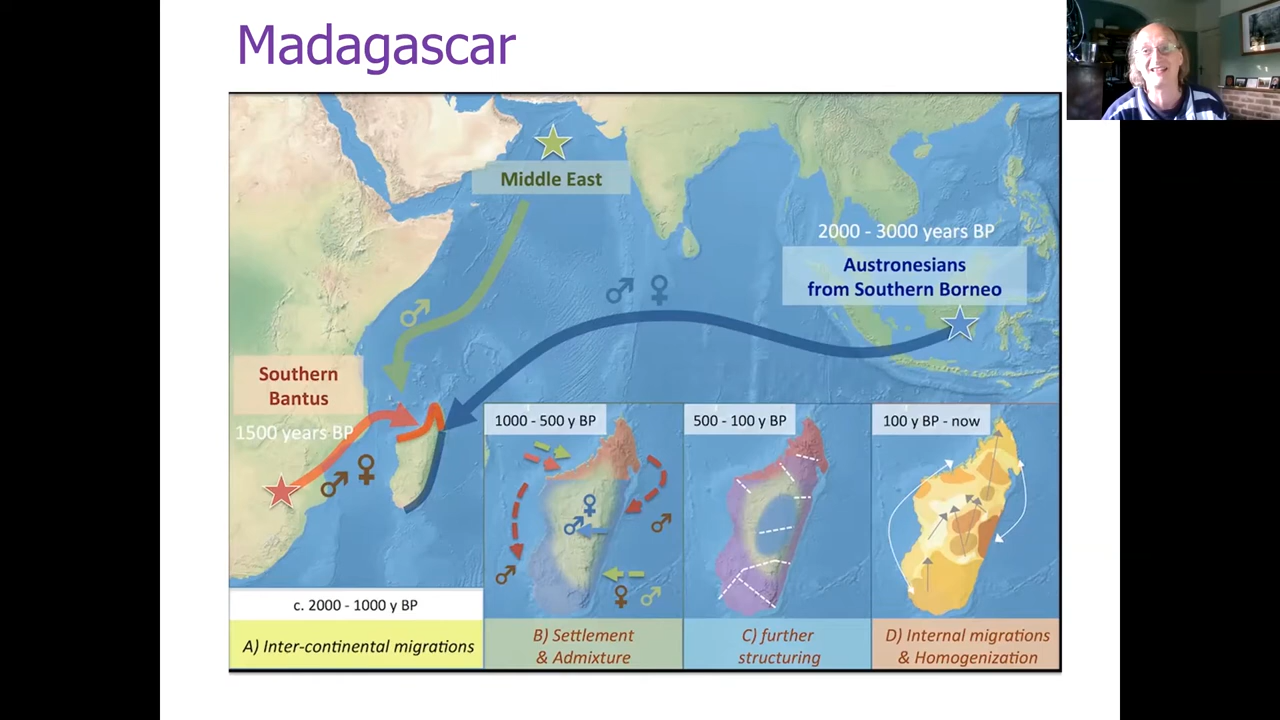 Madagascar
Middle East
2000 - 3000 years BP
Austronesians
from Southern Borneo
Southern
Bantus
1500 years BP
1000 - 500 y BP
500 - 100 y BP
100 y BP - now
c. 2000 - 1000 y BP
A) Inter-continental migrations
B) Settlement
& Admixture
C) further
structuring
D) Internal migrations
& Homogenization